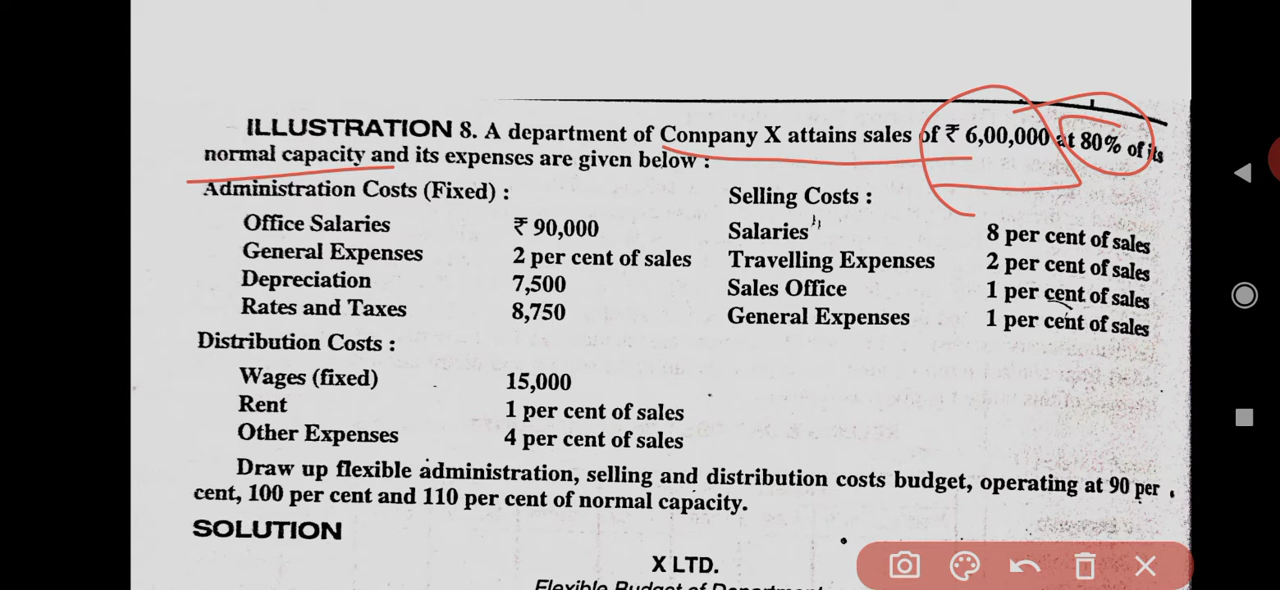 ILLUSTRATION 8. A department of Company X attains sales of ₹ 6,00,000 at 80% of its
normal capacity and its expenses are given below :
Administration Costs (Fixed) :
Office Salaries ₹ 90,000
General Expenses 2 per cent of sales
Depreciation 7,500
Rates and Taxes 8,750
Selling Costs :
Salaries 8 per cent of sales
Travelling Expenses 2 per cent of sales
Sales Office 1 per cent of sales
General Expenses 1 per cent of sales
Distribution Costs :
Wages (fixed) 15,000
Rent 1 per cent of sales
Other Expenses 4 per cent of sales
Draw up flexible administration, selling and distribution costs budget, operating at 90 per
cent, 100 per cent and 110 per cent of normal capacity.
SOLUTION
X LTD.
Flexible Budget of Department